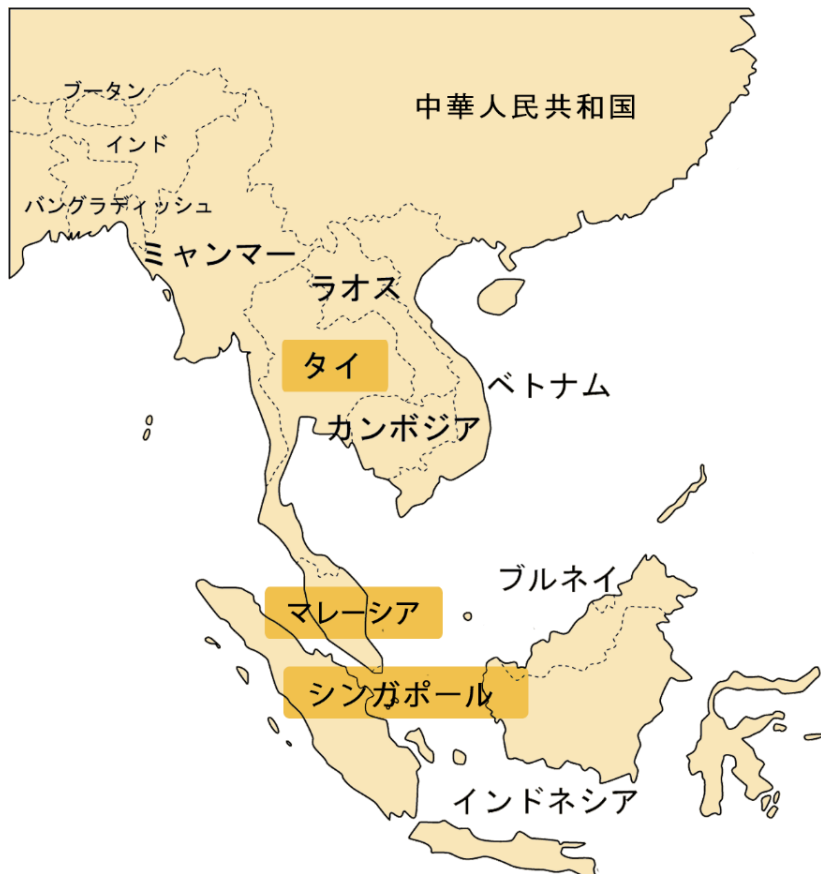 ブータン
中華人民共和国
インド
バングラディッシュ
ミャンマー
ラオス
タイ
ベトナム
カンボジア
ブルネイ
マレーシア
シンガポール
インドネシア